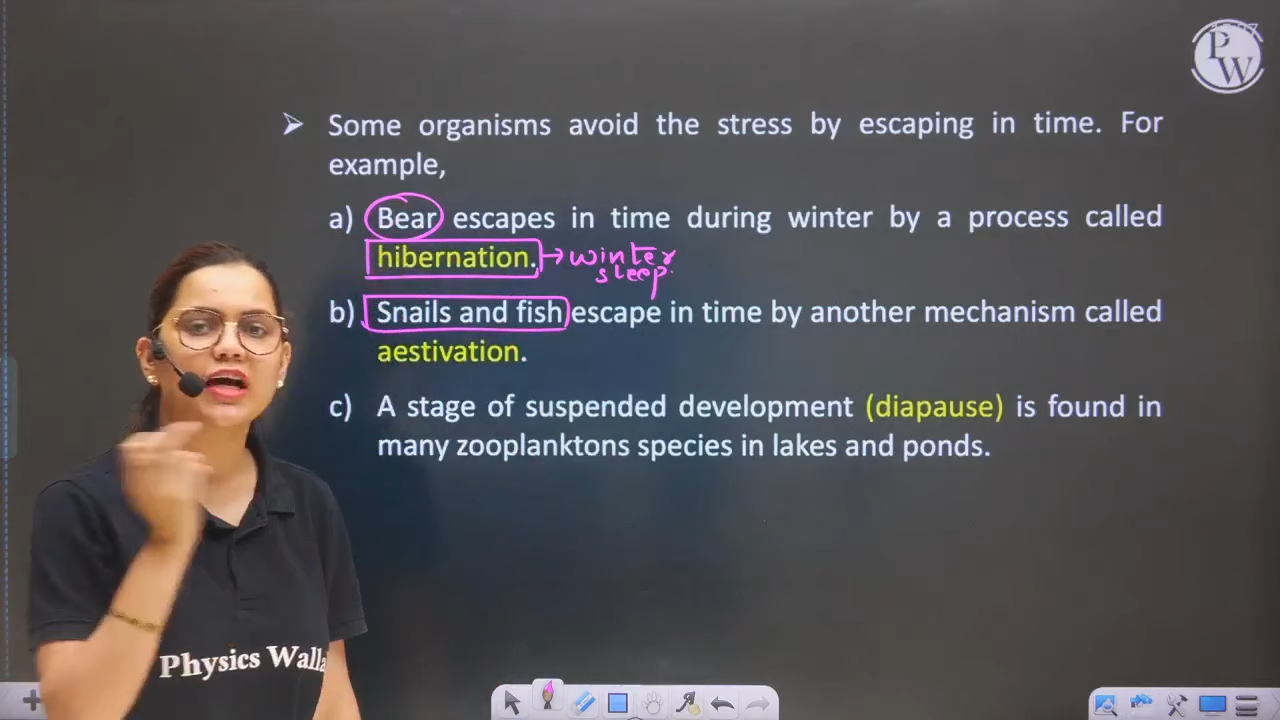 PW
➤ Some organisms avoid the stress by escaping in time. For
example,
a) Bear escapes in time during winter by a process called
hibernation. → winter
sleep.
b) Snails and fish escape in time by another mechanism called
aestivation.
c) A stage of suspended development (diapause) is found in
many zooplanktons species in lakes and ponds.
Physics Walla